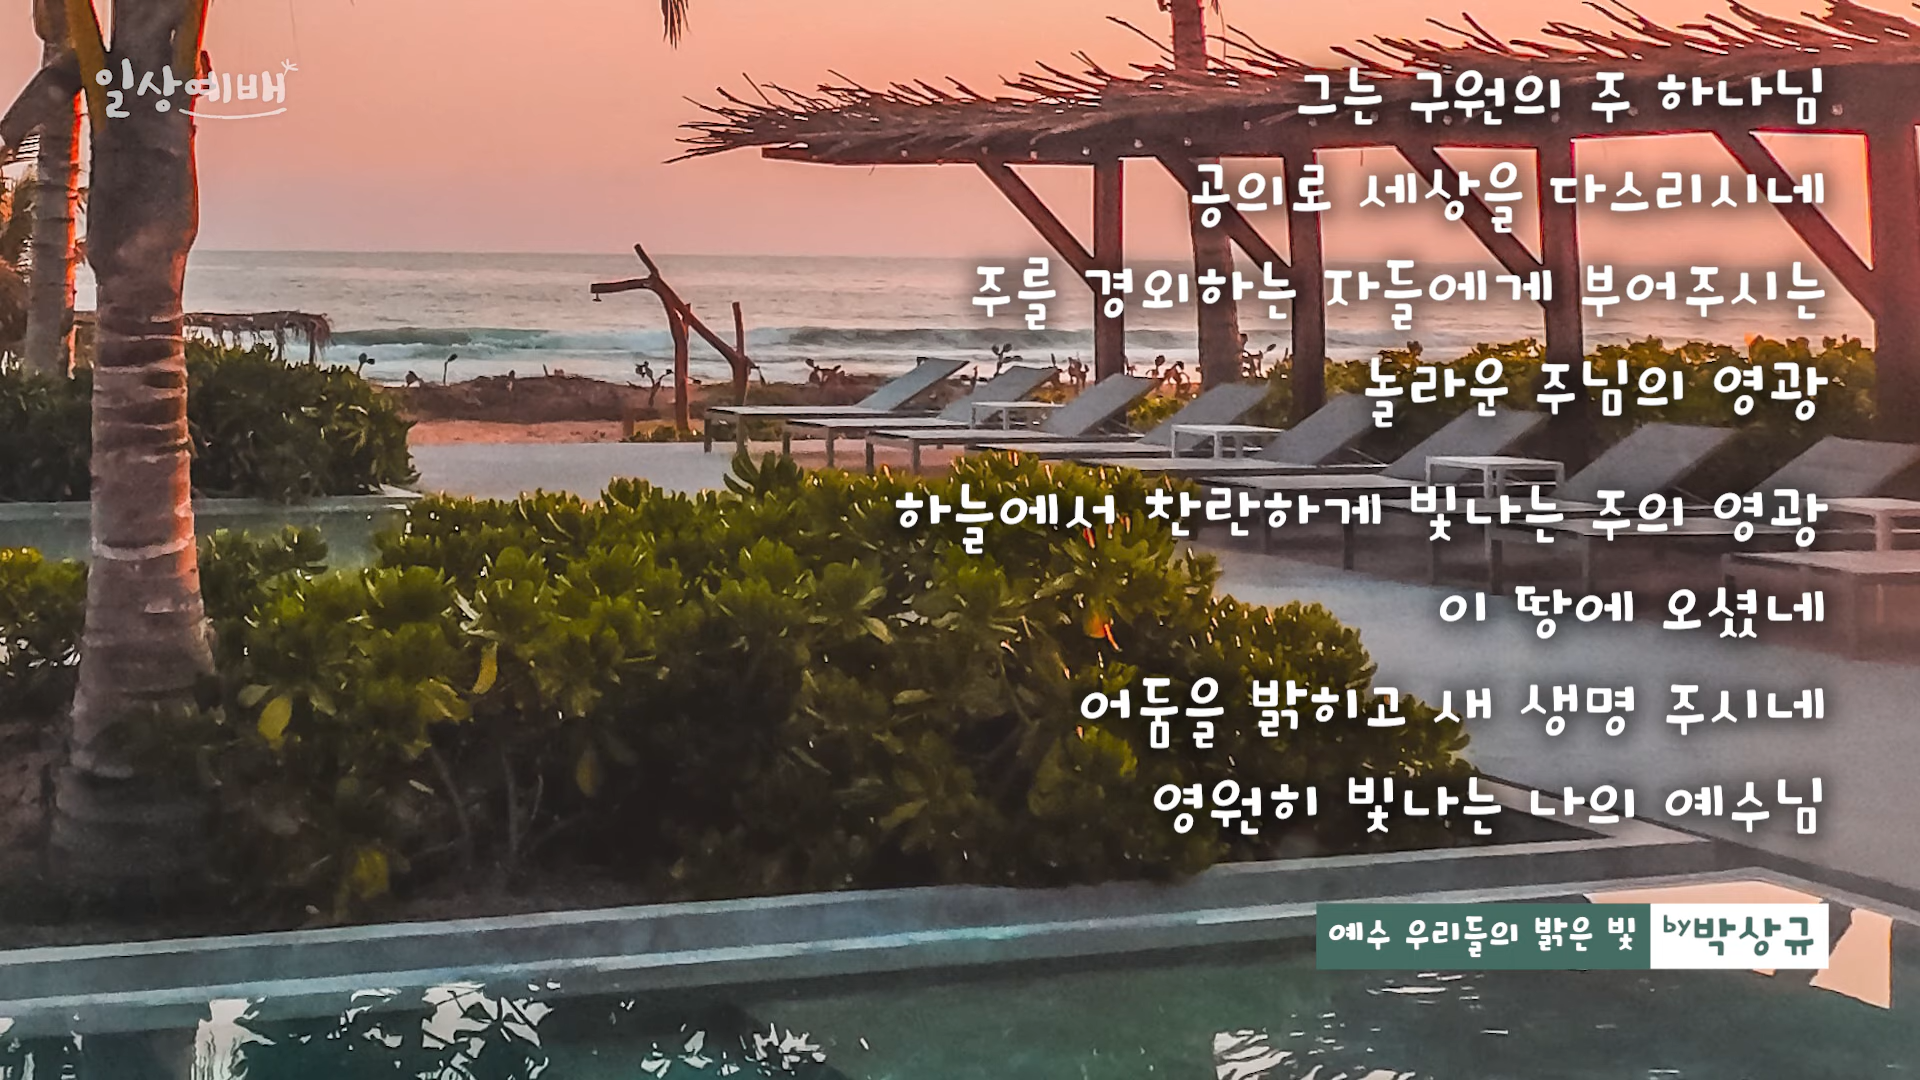 일상예배
그는 구원의 주 하나님
공의로 세상을 다스리시네
주를 경외하는 자들에게 부어주시는
놀라운 주님의 영광
하늘에서 찬란하게 빛나는 주의 영광
이 땅에 오셨네
어둠을 밝히고 새 생명 주시네
영원히 빛나는 나의 예수님
예수 우리들의 밝은 빛 by박상규